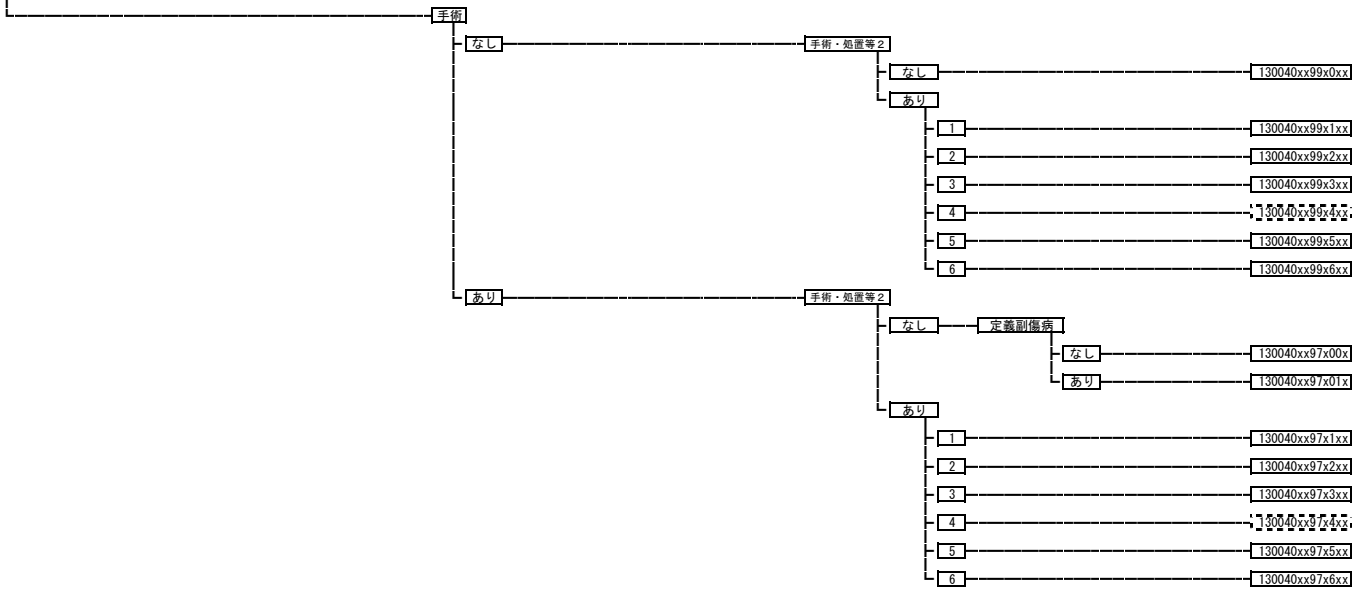 手術
なし 手術・処置等2
なし 130040xx99x0xx
あり
1 130040xx99x1xx
2 130040xx99x2xx
3 130040xx99x3xx
4 130040xx99x4xx
5 130040xx99x5xx
6 130040xx99x6xx
あり 手術・処置等2
なし 定義副傷病
なし 130040xx97x00x
あり 130040xx97x01x
あり
1 130040xx97x1xx
2 130040xx97x2xx
3 130040xx97x3xx
4 130040xx97x4xx
5 130040xx97x5xx
6 130040xx97x6xx